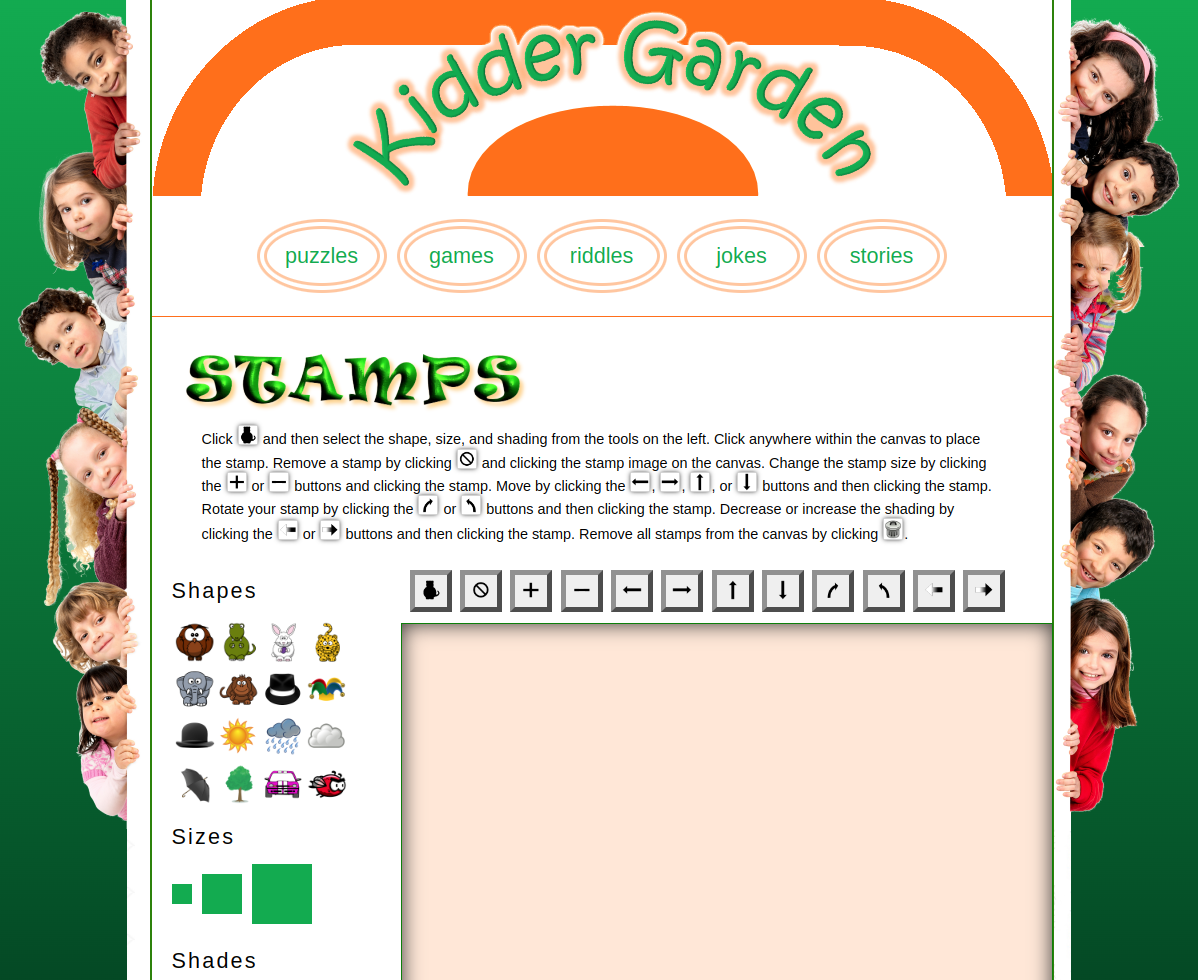 Kidder Garden
puzzles games riddles jokes stories
STAMPS
Click and then select the shape, size, and shading from the tools on the left. Click anywhere within the canvas to place
the stamp. Remove a stamp by clicking and clicking the stamp image on the canvas. Change the stamp size by clicking
the or buttons and clicking the stamp. Move by clicking the , , , or buttons and then clicking the stamp.
Rotate your stamp by clicking the or buttons and then clicking the stamp. Decrease or increase the shading by
clicking the or buttons and then clicking the stamp. Remove all stamps from the canvas by clicking .
Shapes
Sizes
Shades